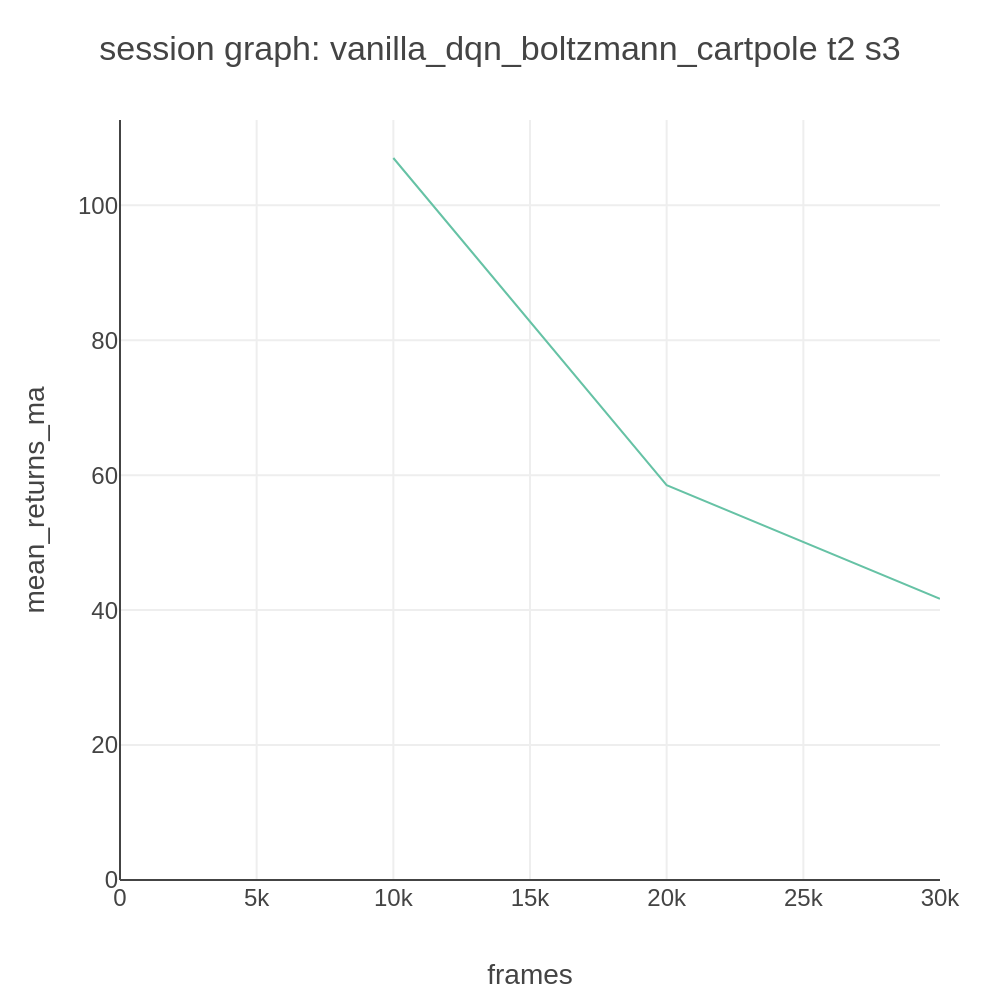 session graph: vanilla_dqn_boltzmann_cartpole t2 s3
mean_returns_ma
100
80
60
40
20
0
0 5k 10k 15k 20k 25k 30k
frames